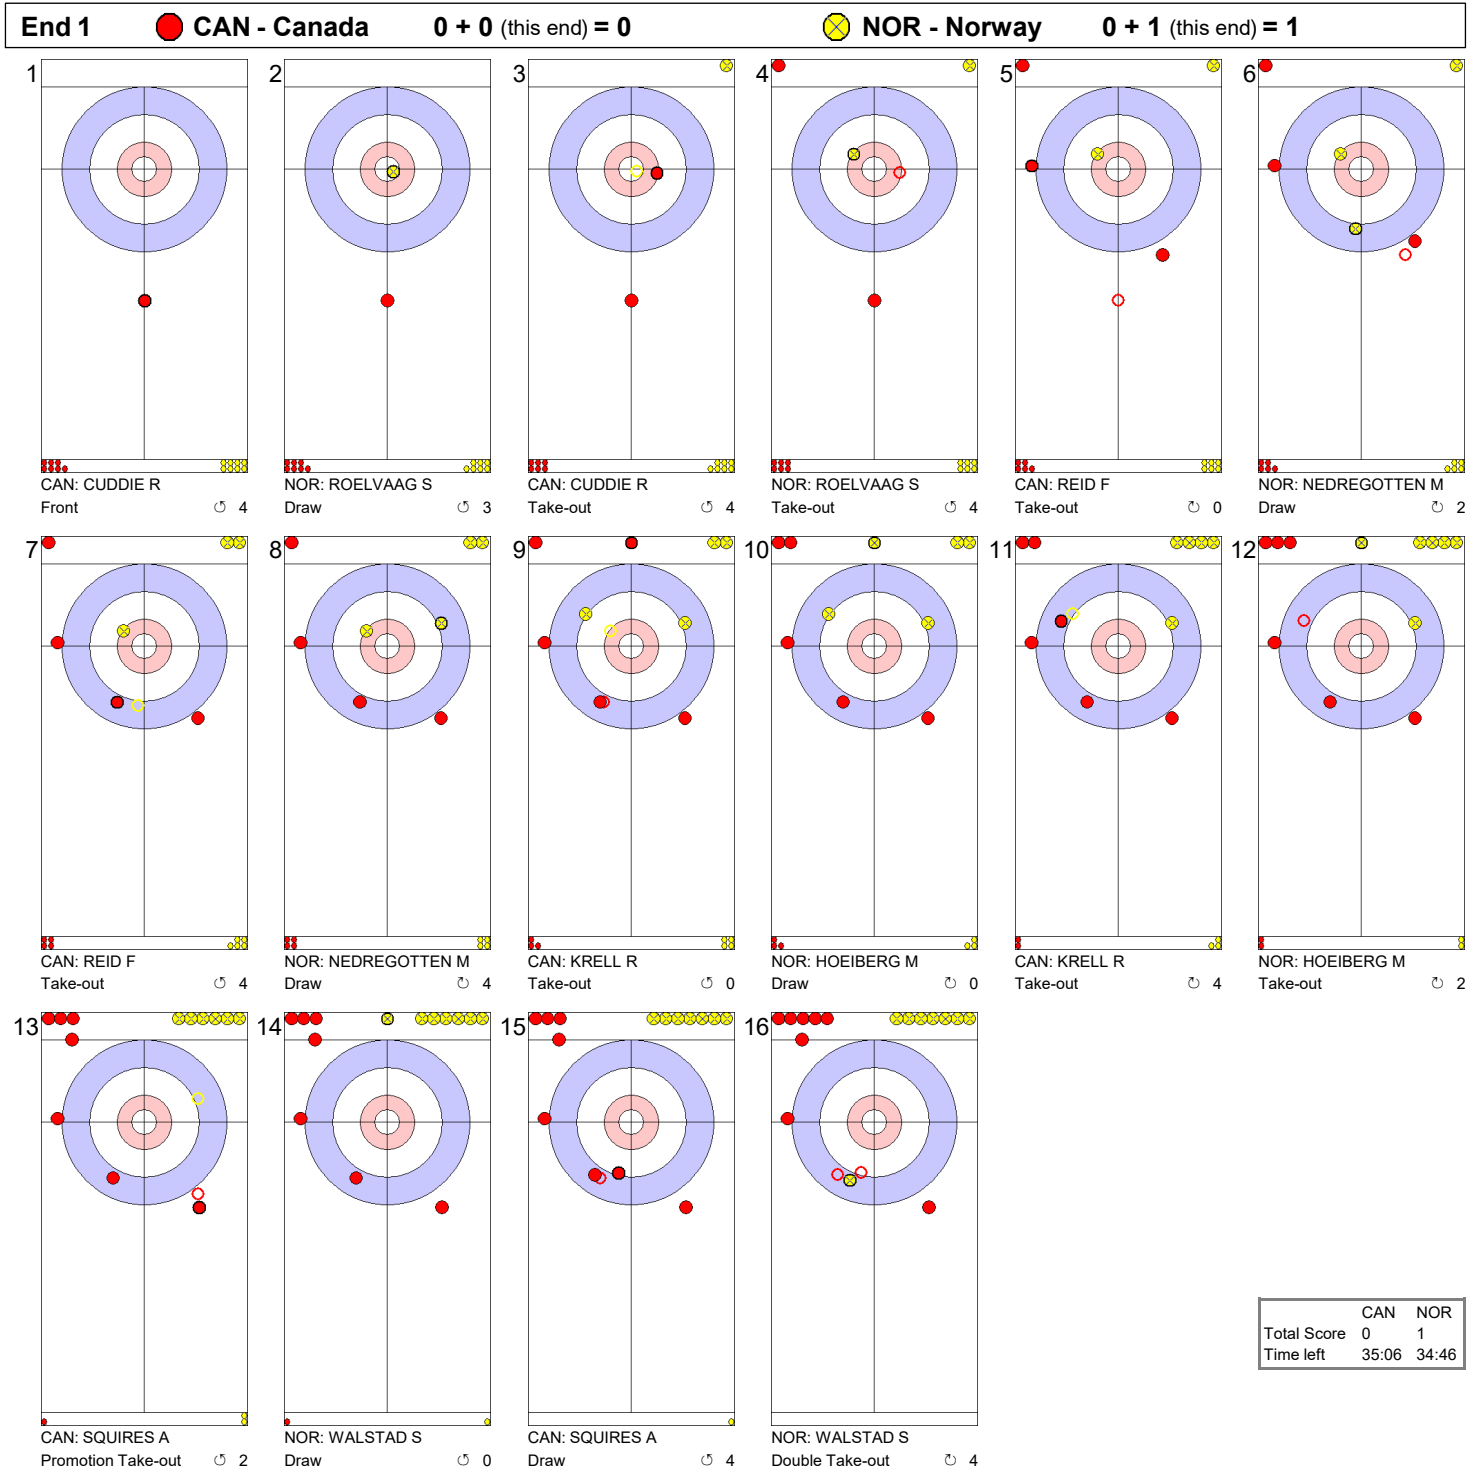 End 1 CAN - Canada 0 + 0 (this end) = 0 NOR - Norway 0 + 1 (this end) = 1
1 2 3 4 5 6
CAN: CUDDIE R NOR: ROELVAAG S CAN: CUDDIE R NOR: ROELVAAG S CAN: REID F NOR: NEDREGOTTEN M
Front ↺ 4 Draw ↻ 3 Take-out ↺ 4 Take-out ↺ 4 Take-out ↻ 0 Draw ↻ 2
7 8 9 10 11 12
CAN: REID F NOR: NEDREGOTTEN M CAN: KRELL R NOR: HOEIBERG M CAN: KRELL R NOR: HOEIBERG M
Take-out ↺ 4 Draw ↻ 4 Take-out ↺ 0 Draw ↻ 0 Take-out ↺ 4 Take-out ↻ 2
13 14 15 16
CAN NOR
Total Score 0 1
Time left 35:06 34:46
CAN: SQUIRES A NOR: WALSTAD S CAN: SQUIRES A NOR: WALSTAD S
Promotion Take-out ↺ 2 Draw ↻ 0 Draw ↺ 4 Double Take-out ↻ 4